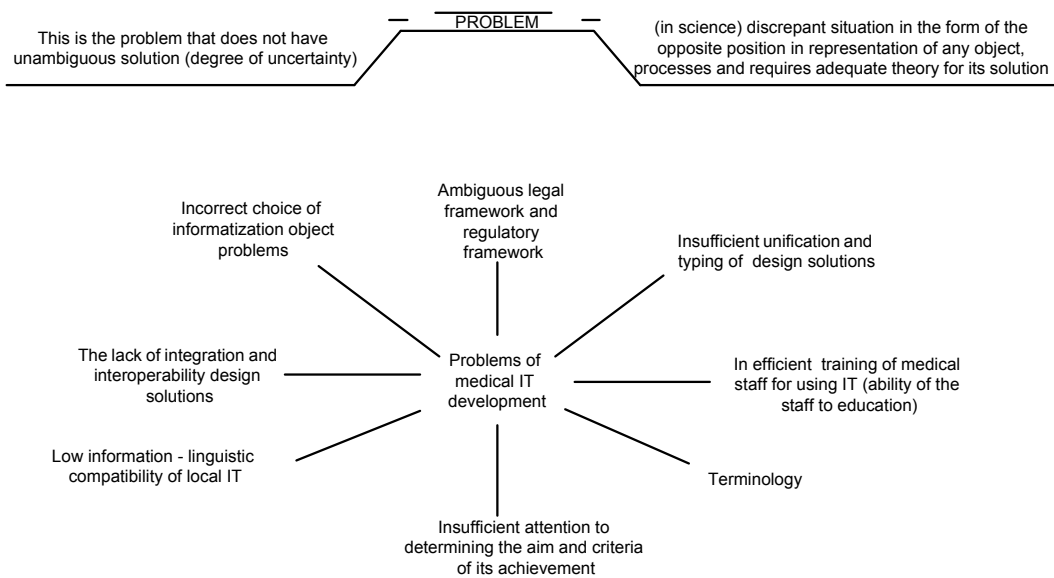 PROBLEM
This is the problem that does not have
unambiguous solution (degree of uncertainty)
(in science) discrepant situation in the form of the
opposite position in representation of any object,
processes and requires adequate theory for its solution
Ambiguous legal
framework and
regulatory
framework
Incorrect choice of
informatization object
problems
Insufficient unification and
typing of design solutions
The lack of integration and
interoperability design
solutions
Problems of
medical IT
development
In efficient training of medical
staff for using IT (ability of the
staff to education)
Low information - linguistic
compatibility of local IT
Terminology
Insufficient attention to
determining the aim and criteria
of its achievement